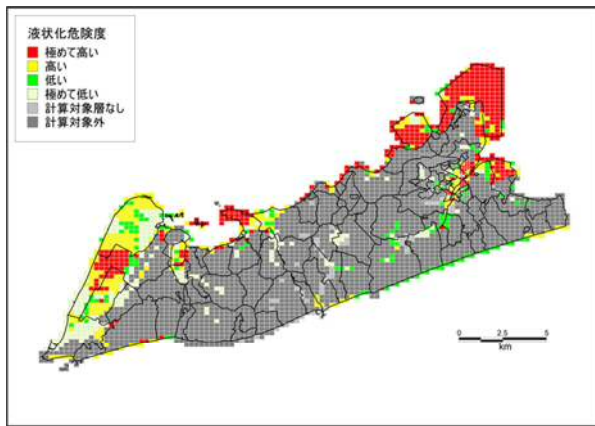 液状化危険度
極めて高い
高い
低い
極めて低い
計算対象層なし
計算対象外
0 2.5 5
km